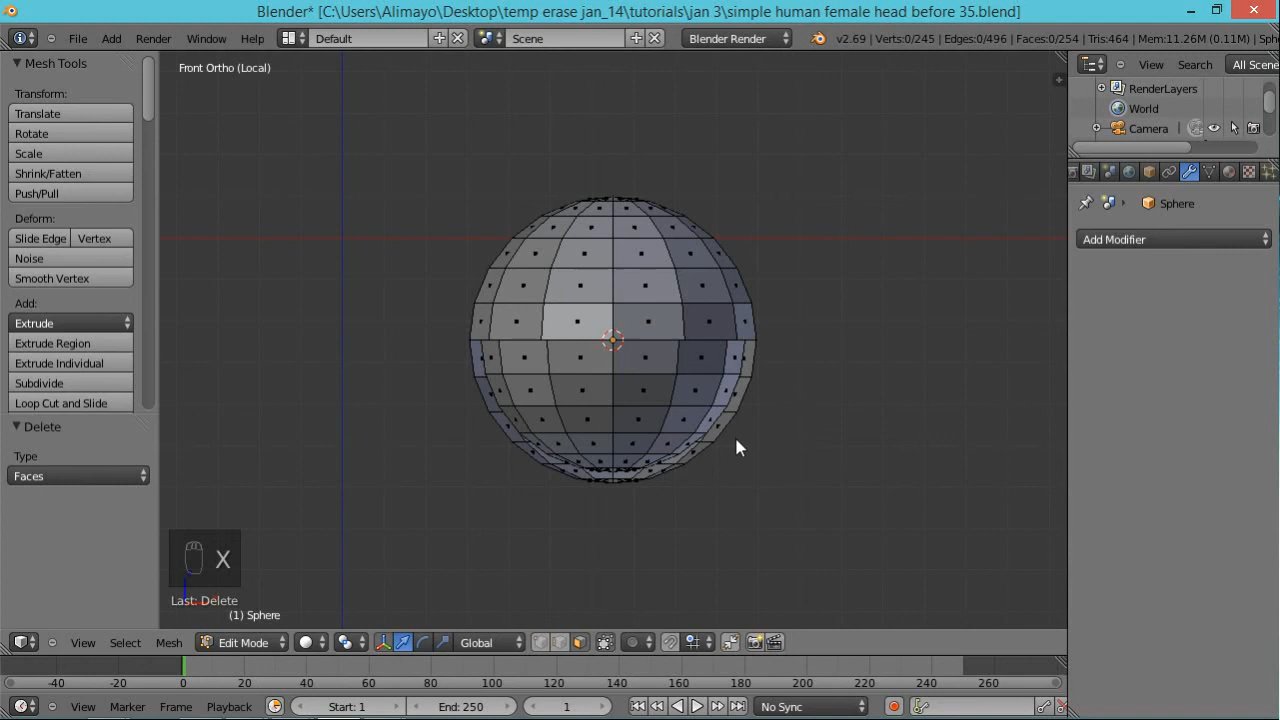 Blender* [C:\Users\Alimayo\Desktop\temp erase jan_14\tutorials\jan 3\simple human female head before 35.blend]
File Add Render Window Help Default Scene Blender Render v2.69 | Verts:0/245 | Edges:0/496 | Faces:0/254 | Tris:464 | Mem:11.26M (0.11M) | Sphe
Mesh Tools
Transform:
Translate
Rotate
Scale
Shrink/Fatten
Push/Pull
Deform:
Slide Edge Vertex
Noise
Smooth Vertex
Add:
Extrude
Extrude Region
Extrude Individual
Subdivide
Loop Cut and Slide
Delete
Type
Faces
Front Ortho (Local)
X
Last: Delete
(1) Sphere
View Search All Scene
RenderLayers
World
Camera
Sphere
Add Modifier
View Select Mesh Edit Mode Global
-40 -20 0 20 40 60 80 100 120 140 160 180 200 220 240 260
View Marker Frame Playback Start: 1 End: 250 1 No Sync